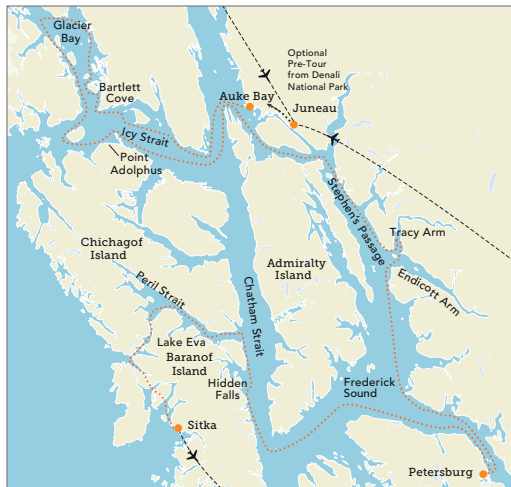 Glacier
Bay
Optional
Pre-Tour
from Denali
National Park
Bartlett
Cove
Auke Bay
Juneau
Icy Strait
Point
Adolphus
Stephen's Passage
Tracy Arm
Chichagof
Island
Admiralty
Island
Endicott Arm
Peril Strait
Chatham Strait
Lake Eva
Baranof
Island
Hidden
Falls
Frederick
Sound
Sitka
Petersburg